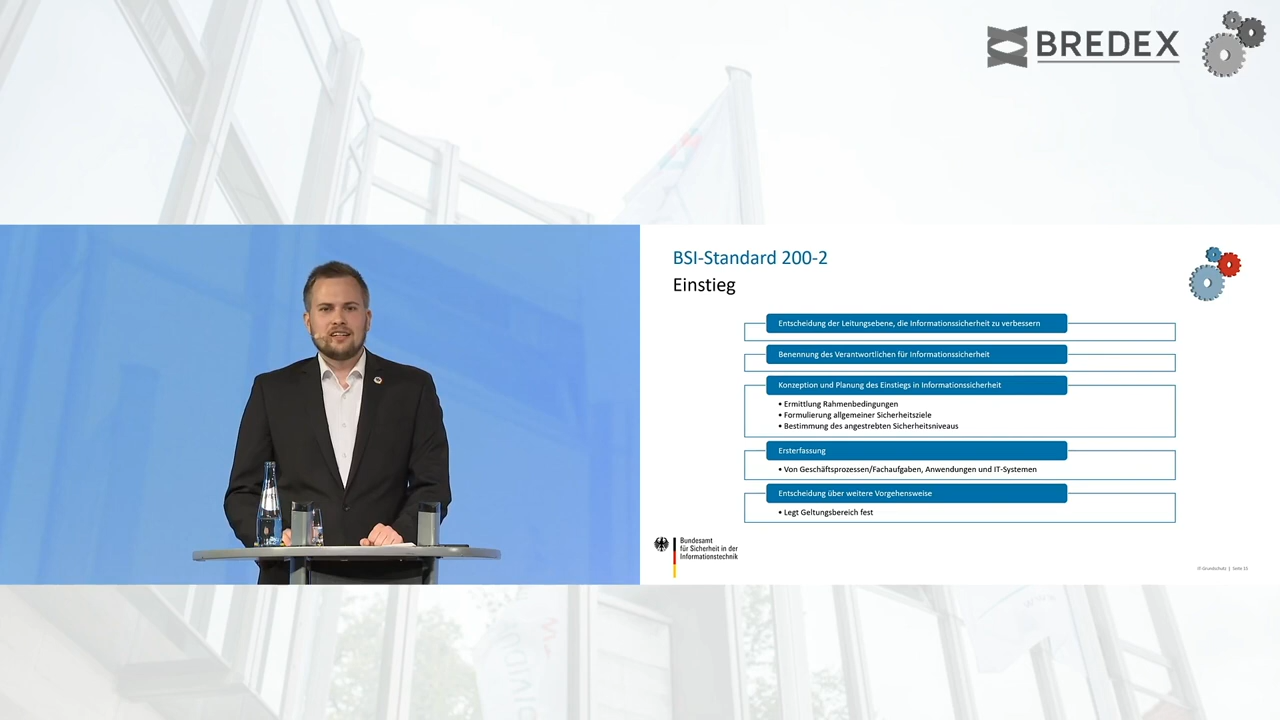 BREDEX
BSI-Standard 200-2
Einstieg
Entscheidung der Leitungsebene, die Informationssicherheit zu verbessern
Benennung des Verantwortlichen für Informationssicherheit
Konzeption und Planung des Einstiegs in Informationssicherheit
• Ermittlung Rahmenbedingungen
• Formulierung allgemeiner Sicherheitsziele
• Bestimmung des angestrebten Sicherheitsniveaus
Ersterfassung
• Von Geschäftsprozessen/Fachaufgaben, Anwendungen und IT-Systemen
Entscheidung über weitere Vorgehensweise
• Legt Geltungsbereich fest
Bundesamt
für Sicherheit in der
Informationstechnik
IT-Grundschutz | Seite 15